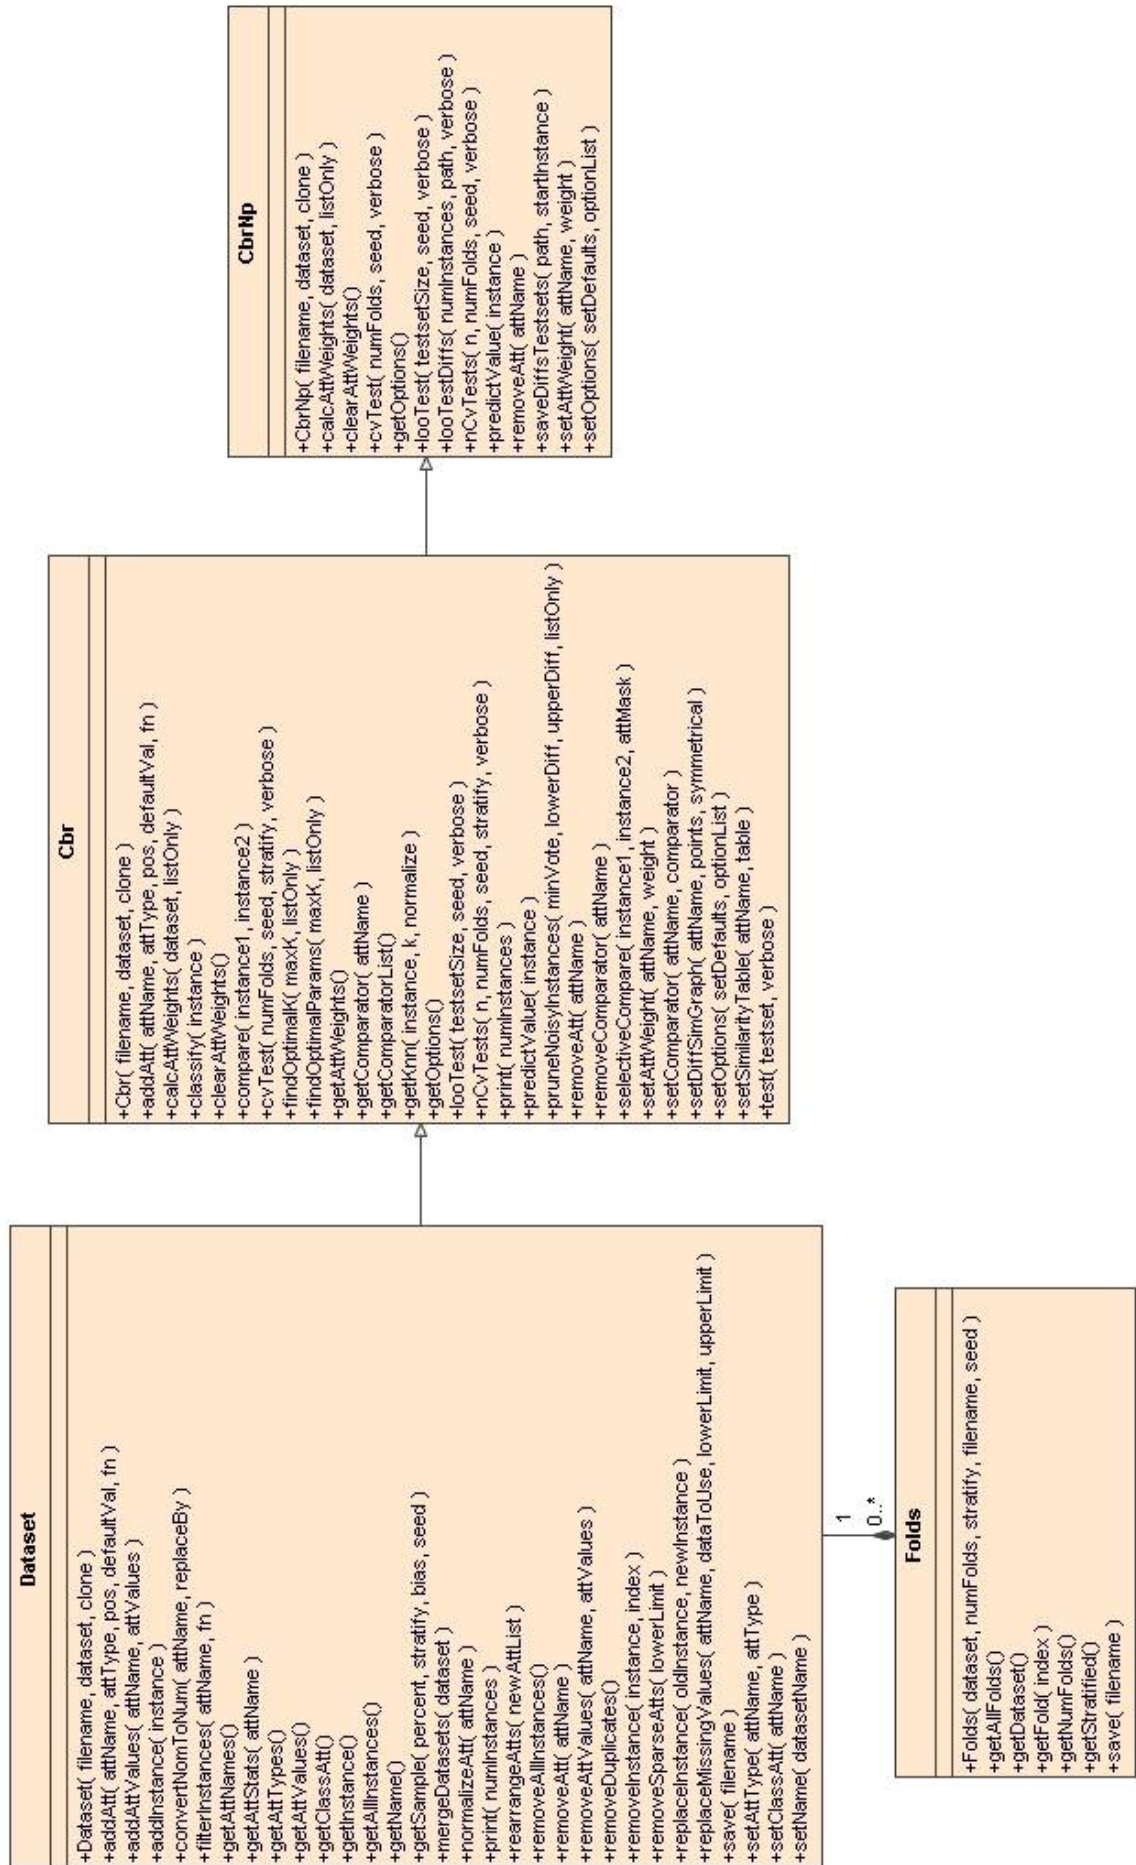 Dataset
+Dataset( filename, dataset, clone )
+addAtt( attName, attType, pos, defaultVal, fn )
+addAttValues( attName, attValues )
+addInstance( instance )
+convertNomToNum( attName, replaceBy )
+filterInstances( attName, fn )
+getAttNames()
+getAttStats( attName )
+getAttTypes()
+getAttValues()
+getClassAtt()
+getInstance()
+getAllInstances()
+getName()
+getSample( percent, stratify, bias, seed )
+mergeDatasets( dataset )
+normalizeAtt( attName )
+print( numInstances )
+rearrangeAtts( newAttList )
+removeAllInstances()
+removeAtt( attName )
+removeAttValues( attName, attValues )
+removeDuplicates()
+removeInstance( instance, index )
+removeSparseAtts( lowerLimit )
+replaceInstance( oldInstance, newInstance )
+replaceMissingValues( attName, dataToUse, lowerLimit, upperLimit )
+save( filename )
+setAttType( attName, attType )
+setClassAtt( attName )
+setName( datasetName )
1
0..*
Folds
+Folds( dataset, numFolds, stratify, filename, seed )
+getAllFolds()
+getDataset()
+getFold( index )
+getNumFolds()
+getStratified()
+save( filename )
Cbr
+Cbr( filename, dataset, clone )
+addAtt( attName, attType, pos, defaultVal, fn )
+calcAttWeights( dataset, listOnly )
+classify( instance )
+clearAttWeights()
+compare( instance1, instance2 )
+cvTest( numFolds, seed, stratify, verbose )
+findOptimalK( maxK, listOnly )
+findOptimalParams( maxK, listOnly )
+getAttWeights()
+getComparator( attName )
+getComparatorList()
+getKnn( instance, k, normalize )
+getOptions()
+looTest( testsetSize, seed, verbose )
+nCvTests( n, numFolds, seed, stratify, verbose )
+print( numInstances )
+predictValue( instance )
+pruneNoisyInstances( minVote, lowerDiff, upperDiff, listOnly )
+removeAtt( attName )
+removeComparator( attName )
+selectiveCompare( instance1, instance2, attMask )
+setAttWeight( attName, weight )
+setComparator( attName, comparator )
+setDiffSimGraph( attName, points, symmetrical )
+setOptions( setDefaults, optionList )
+setSimilarityTable( attName, table )
+test( testset, verbose )
CbrNp
+CbrNp( filename, dataset, clone )
+calcAttWeights( dataset, listOnly )
+clearAttWeights()
+cvTest( numFolds, seed, verbose )
+getOptions()
+looTest( testsetSize, seed, verbose )
+looTestDiffs( numInstances, path, verbose )
+nCvTests( n, numFolds, seed, verbose )
+predictValue( instance )
+removeAtt( attName )
+saveDiffsTestsets( path, startInstance )
+setAttWeight( attName, weight )
+setOptions( setDefaults, optionList )